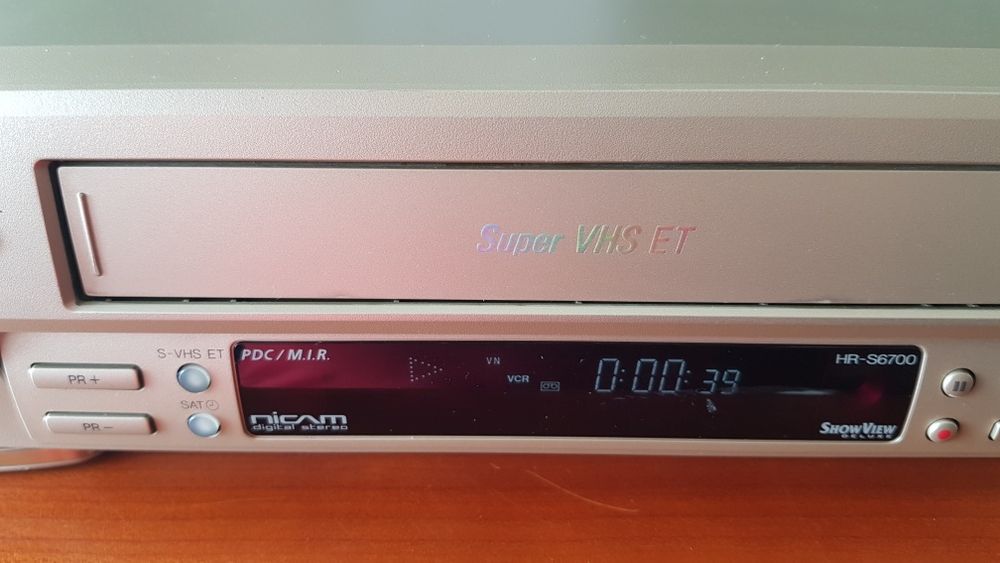 Super VHS ET
S-VHS ET
PDC / M.I.R.
VN
VCR
0:00:39
HR-S6700
PR +
SAT
PR −
nicam
digital stereo
SHOWVIEW
DELUXE